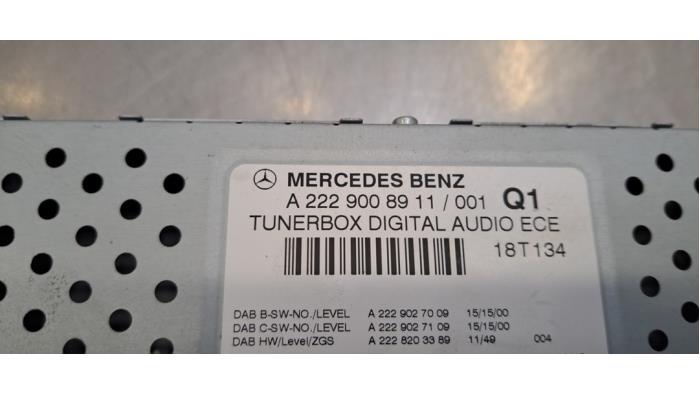 MERCEDES BENZ
A 222 900 89 11 / 001 Q1
TUNERBOX DIGITAL AUDIO ECE
18T134
DAB B-SW-NO./LEVEL A 222 902 70 09 15/15/00
DAB C-SW-NO./LEVEL A 222 902 71 09 15/15/00
DAB HW/Level/ZGS A 222 820 33 89 11/49 004